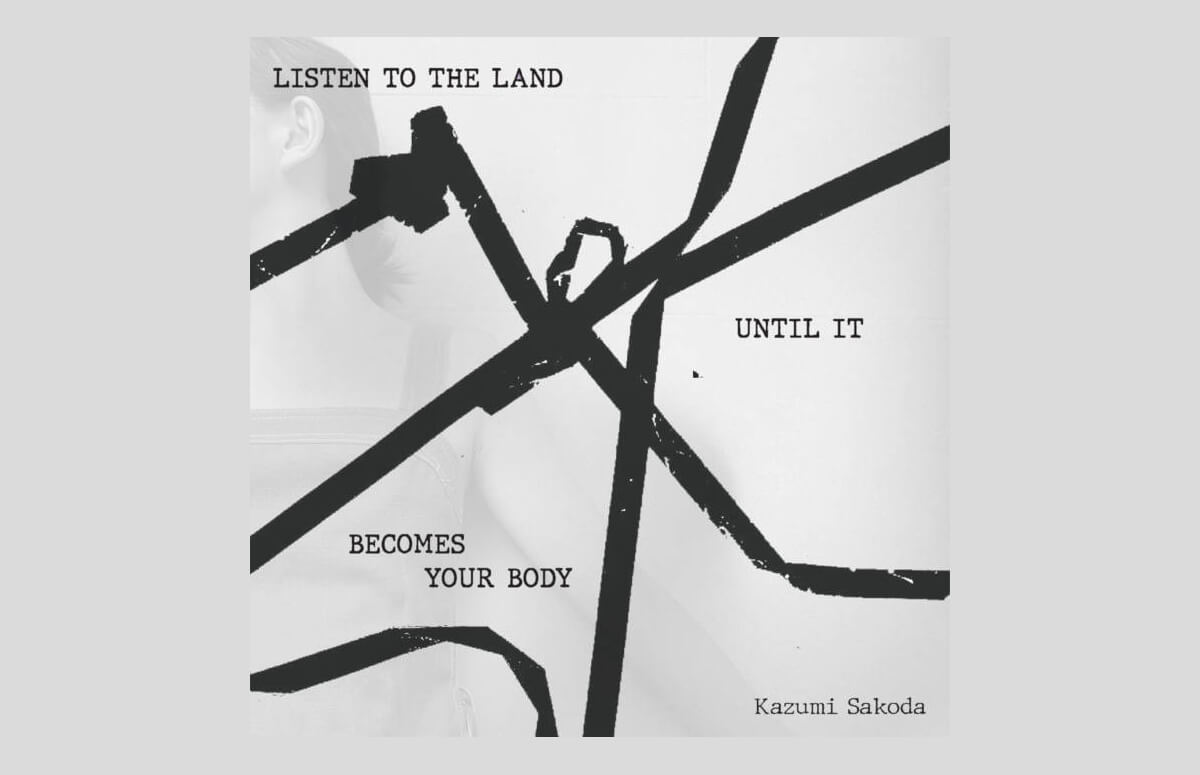 LISTEN TO THE LAND
UNTIL IT
BECOMES
YOUR BODY
Kazumi Sakoda